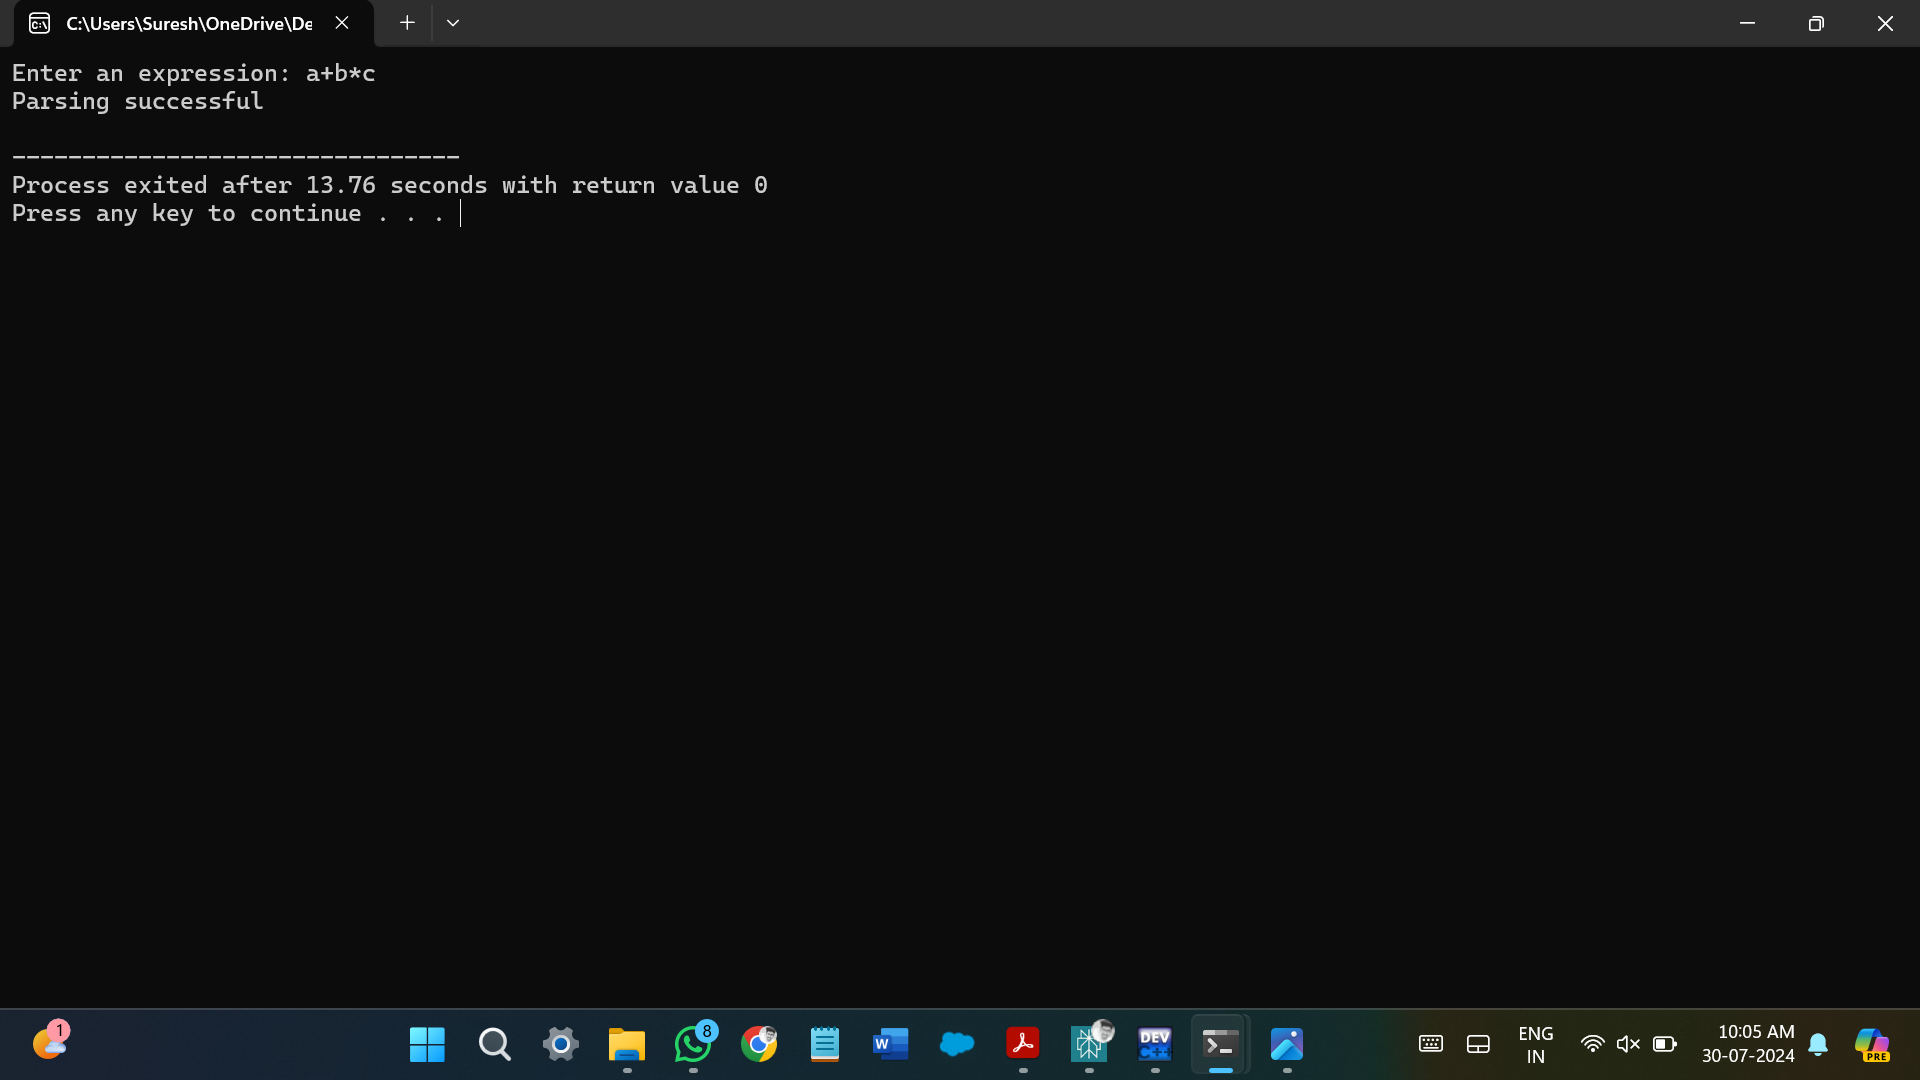 C:\Users\Suresh\OneDrive\De
Enter an expression: a+b*c
Parsing successful
--------------------------------
Process exited after 13.76 seconds with return value 0
Press any key to continue . . .
1
8
W
DEV
C++
ENG
IN
10:05 AM
30-07-2024
PRE